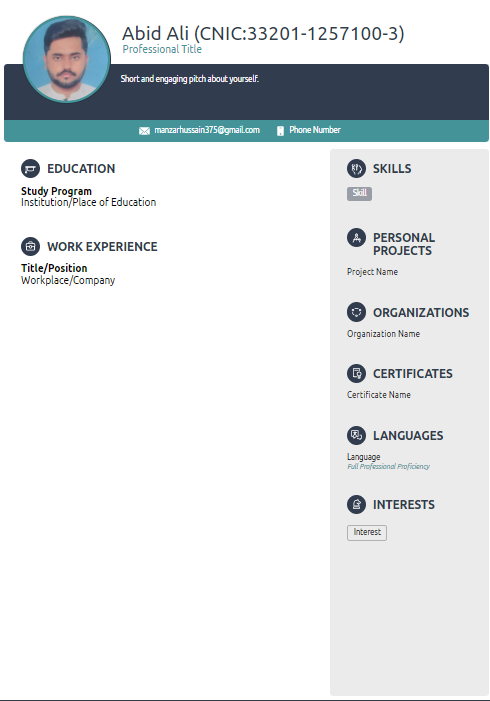 Abid Ali (CNIC:33201-1257100-3)
Professional Title
Short and engaging pitch about yourself.
manzarhussain375@gmail.com Phone Number
EDUCATION
Study Program
Institution/Place of Education
WORK EXPERIENCE
Title/Position
Workplace/Company
SKILLS
Skill
PERSONAL
PROJECTS
Project Name
ORGANIZATIONS
Organization Name
CERTIFICATES
Certificate Name
LANGUAGES
Language
Full Professional Proficiency
INTERESTS
Interest